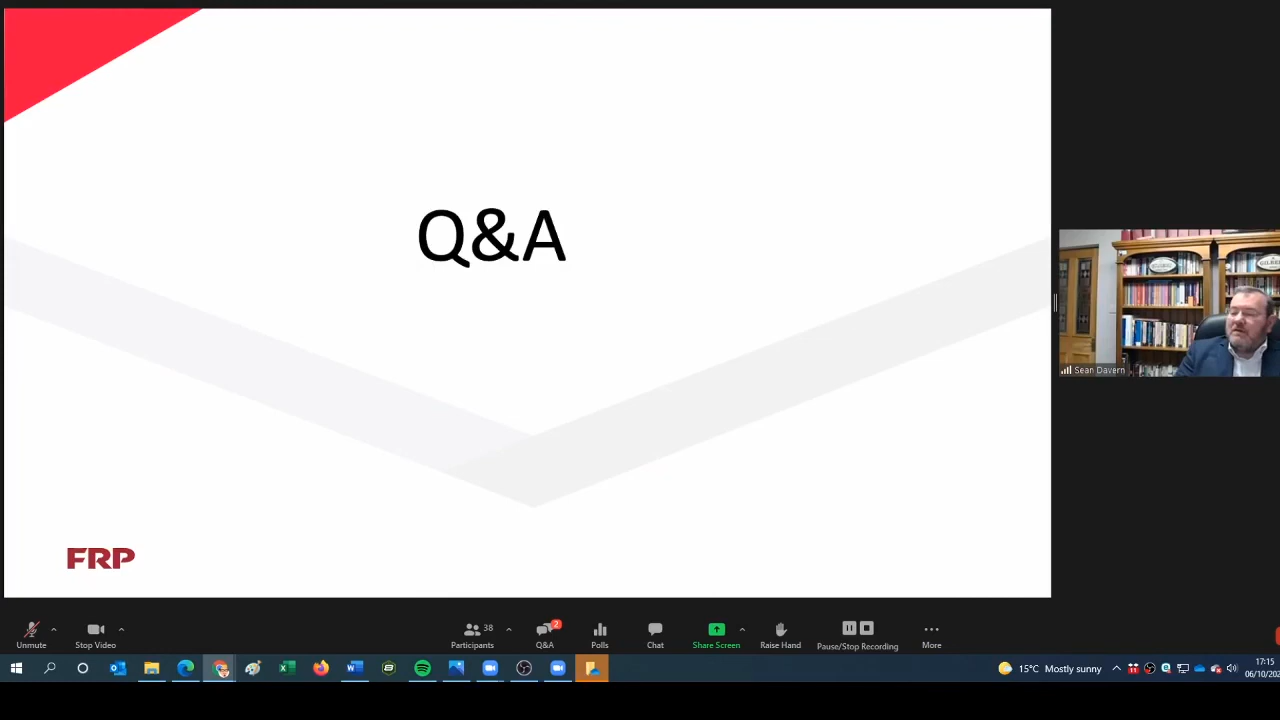 Q&A
FRP
GILBERT
Sean Davern
Unmute
Stop Video
38
Participants
2
Q&A
Polls
Chat
Share Screen
Raise Hand
Pause/Stop Recording
More
15°C Mostly sunny
17:15
06/10/202